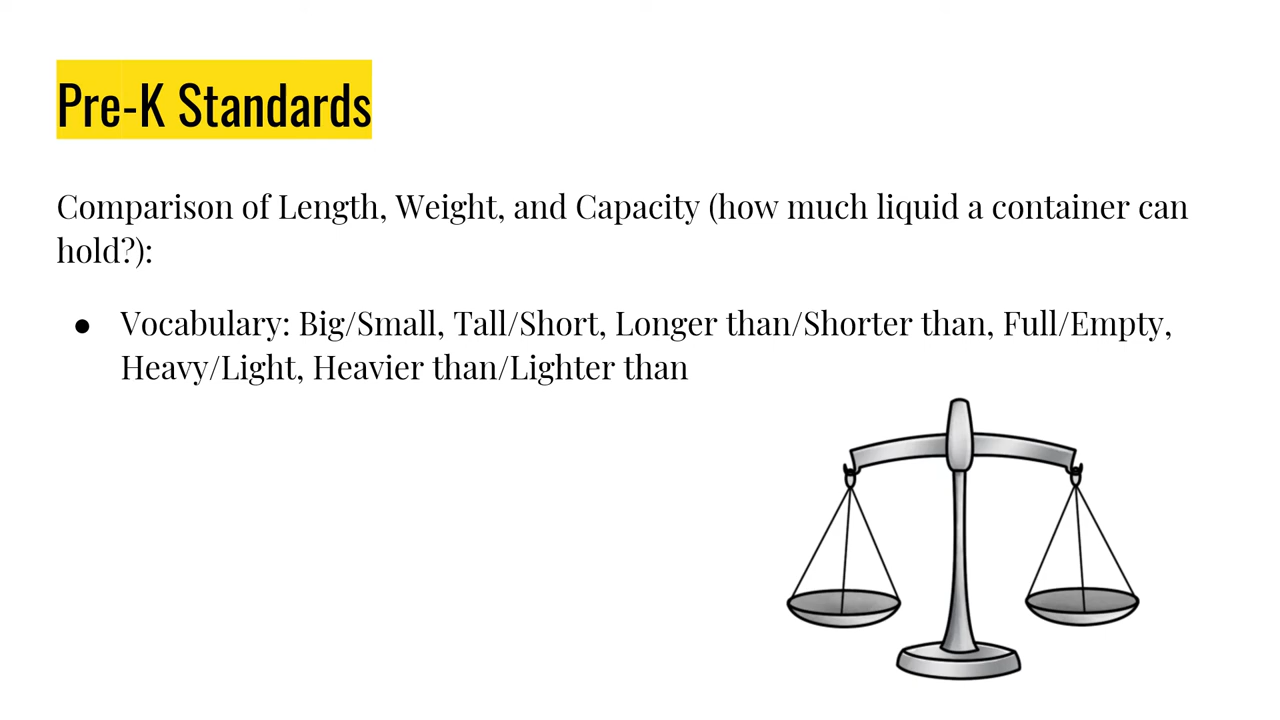 Pre-K Standards
Comparison of Length, Weight, and Capacity (how much liquid a container can
hold?):
● Vocabulary: Big/Small, Tall/Short, Longer than/Shorter than, Full/Empty,
Heavy/Light, Heavier than/Lighter than